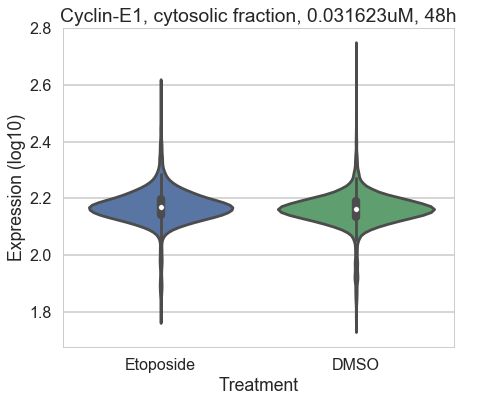 Cyclin-E1, cytosolic fraction, 0.031623uM, 48h
2.8
2.6
2.4
2.2
2.0
1.8
Expression (log10)
Etoposide DMSO
Treatment